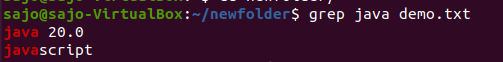 sajo@sajo-VirtualBox:~/newfolder$ grep java demo.txt
java 20.0
javascript